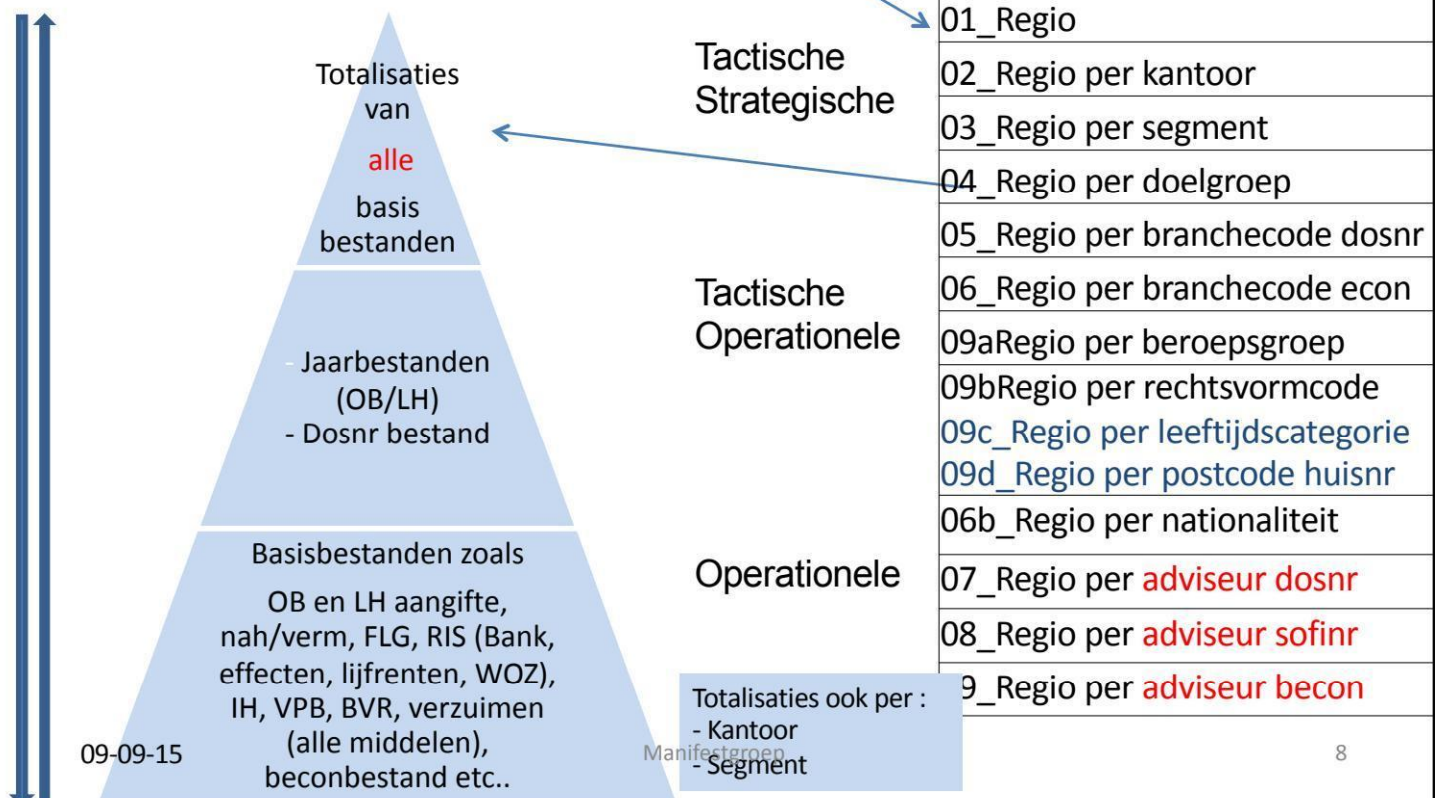 Totalisaties
van
alle
basis
bestanden
- Jaarbestanden
(OB/LH)
- Dosnr bestand
Basisbestanden zoals
OB en LH aangifte,
nah/verm, FLG, RIS (Bank,
effecten, lijfrenten, WOZ),
IH, VPB, BVR, verzuimen
(alle middelen),
beconbestand etc..
Tactische
Strategische
Tactische
Operationele
Operationele
01_Regio
02_Regio per kantoor
03_Regio per segment
04_Regio per doelgroep
05_Regio per branchecode dosnr
06_Regio per branchecode econ
09aRegio per beroepsgroep
09bRegio per rechtsvormcode
09c_Regio per leeftijdscategorie
09d_Regio per postcode huisnr
06b_Regio per nationaliteit
07_Regio per adviseur dosnr
08_Regio per adviseur sofinr
9_Regio per adviseur becon
Totalisaties ook per :
- Kantoor
- Segment
09-09-15
Manifestgroep
8